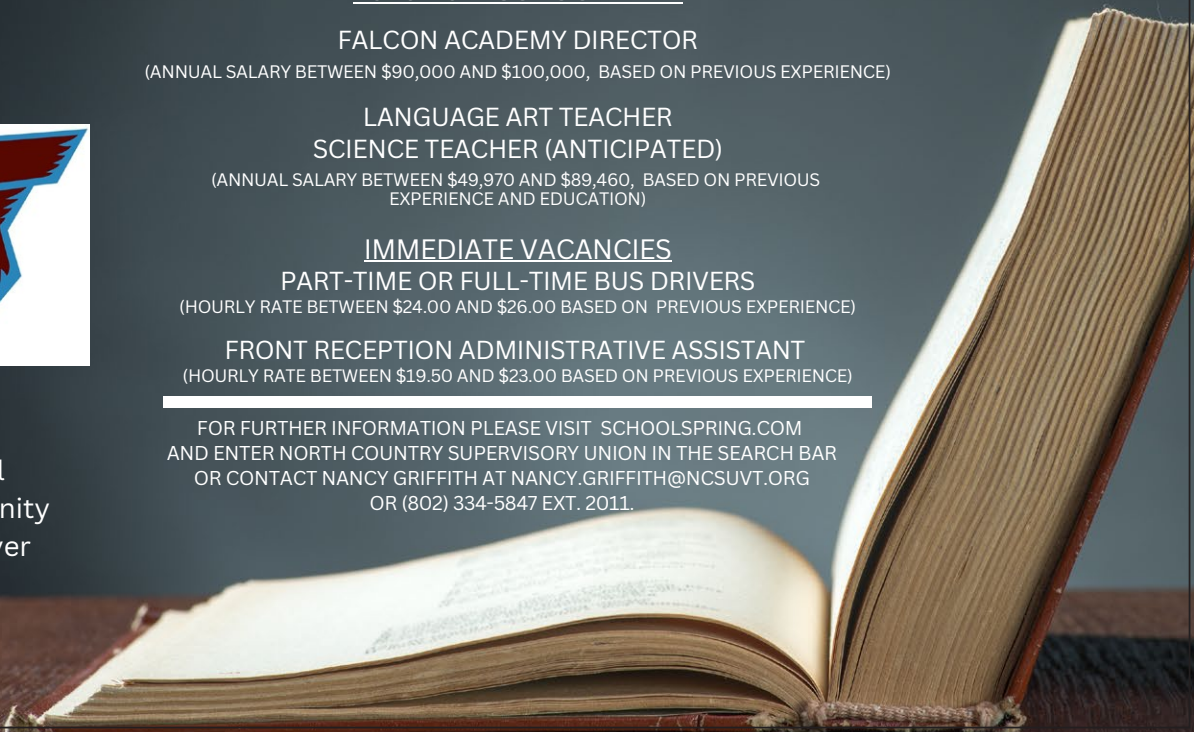 FALCON ACADEMY DIRECTOR
(ANNUAL SALARY BETWEEN $90,000 AND $100,000, BASED ON PREVIOUS EXPERIENCE)
LANGUAGE ART TEACHER
SCIENCE TEACHER (ANTICIPATED)
(ANNUAL SALARY BETWEEN $49,970 AND $89,460, BASED ON PREVIOUS
EXPERIENCE AND EDUCATION)
IMMEDIATE VACANCIES
PART-TIME OR FULL-TIME BUS DRIVERS
(HOURLY RATE BETWEEN $24.00 AND $26.00 BASED ON PREVIOUS EXPERIENCE)
FRONT RECEPTION ADMINISTRATIVE ASSISTANT
(HOURLY RATE BETWEEN $19.50 AND $23.00 BASED ON PREVIOUS EXPERIENCE)
FOR FURTHER INFORMATION PLEASE VISIT SCHOOLSPRING.COM
AND ENTER NORTH COUNTRY SUPERVISORY UNION IN THE SEARCH BAR
OR CONTACT NANCY GRIFFITH AT NANCY.GRIFFITH@NCSUVT.ORG
OR (802) 334-5847 EXT. 2011.
l
nity
er